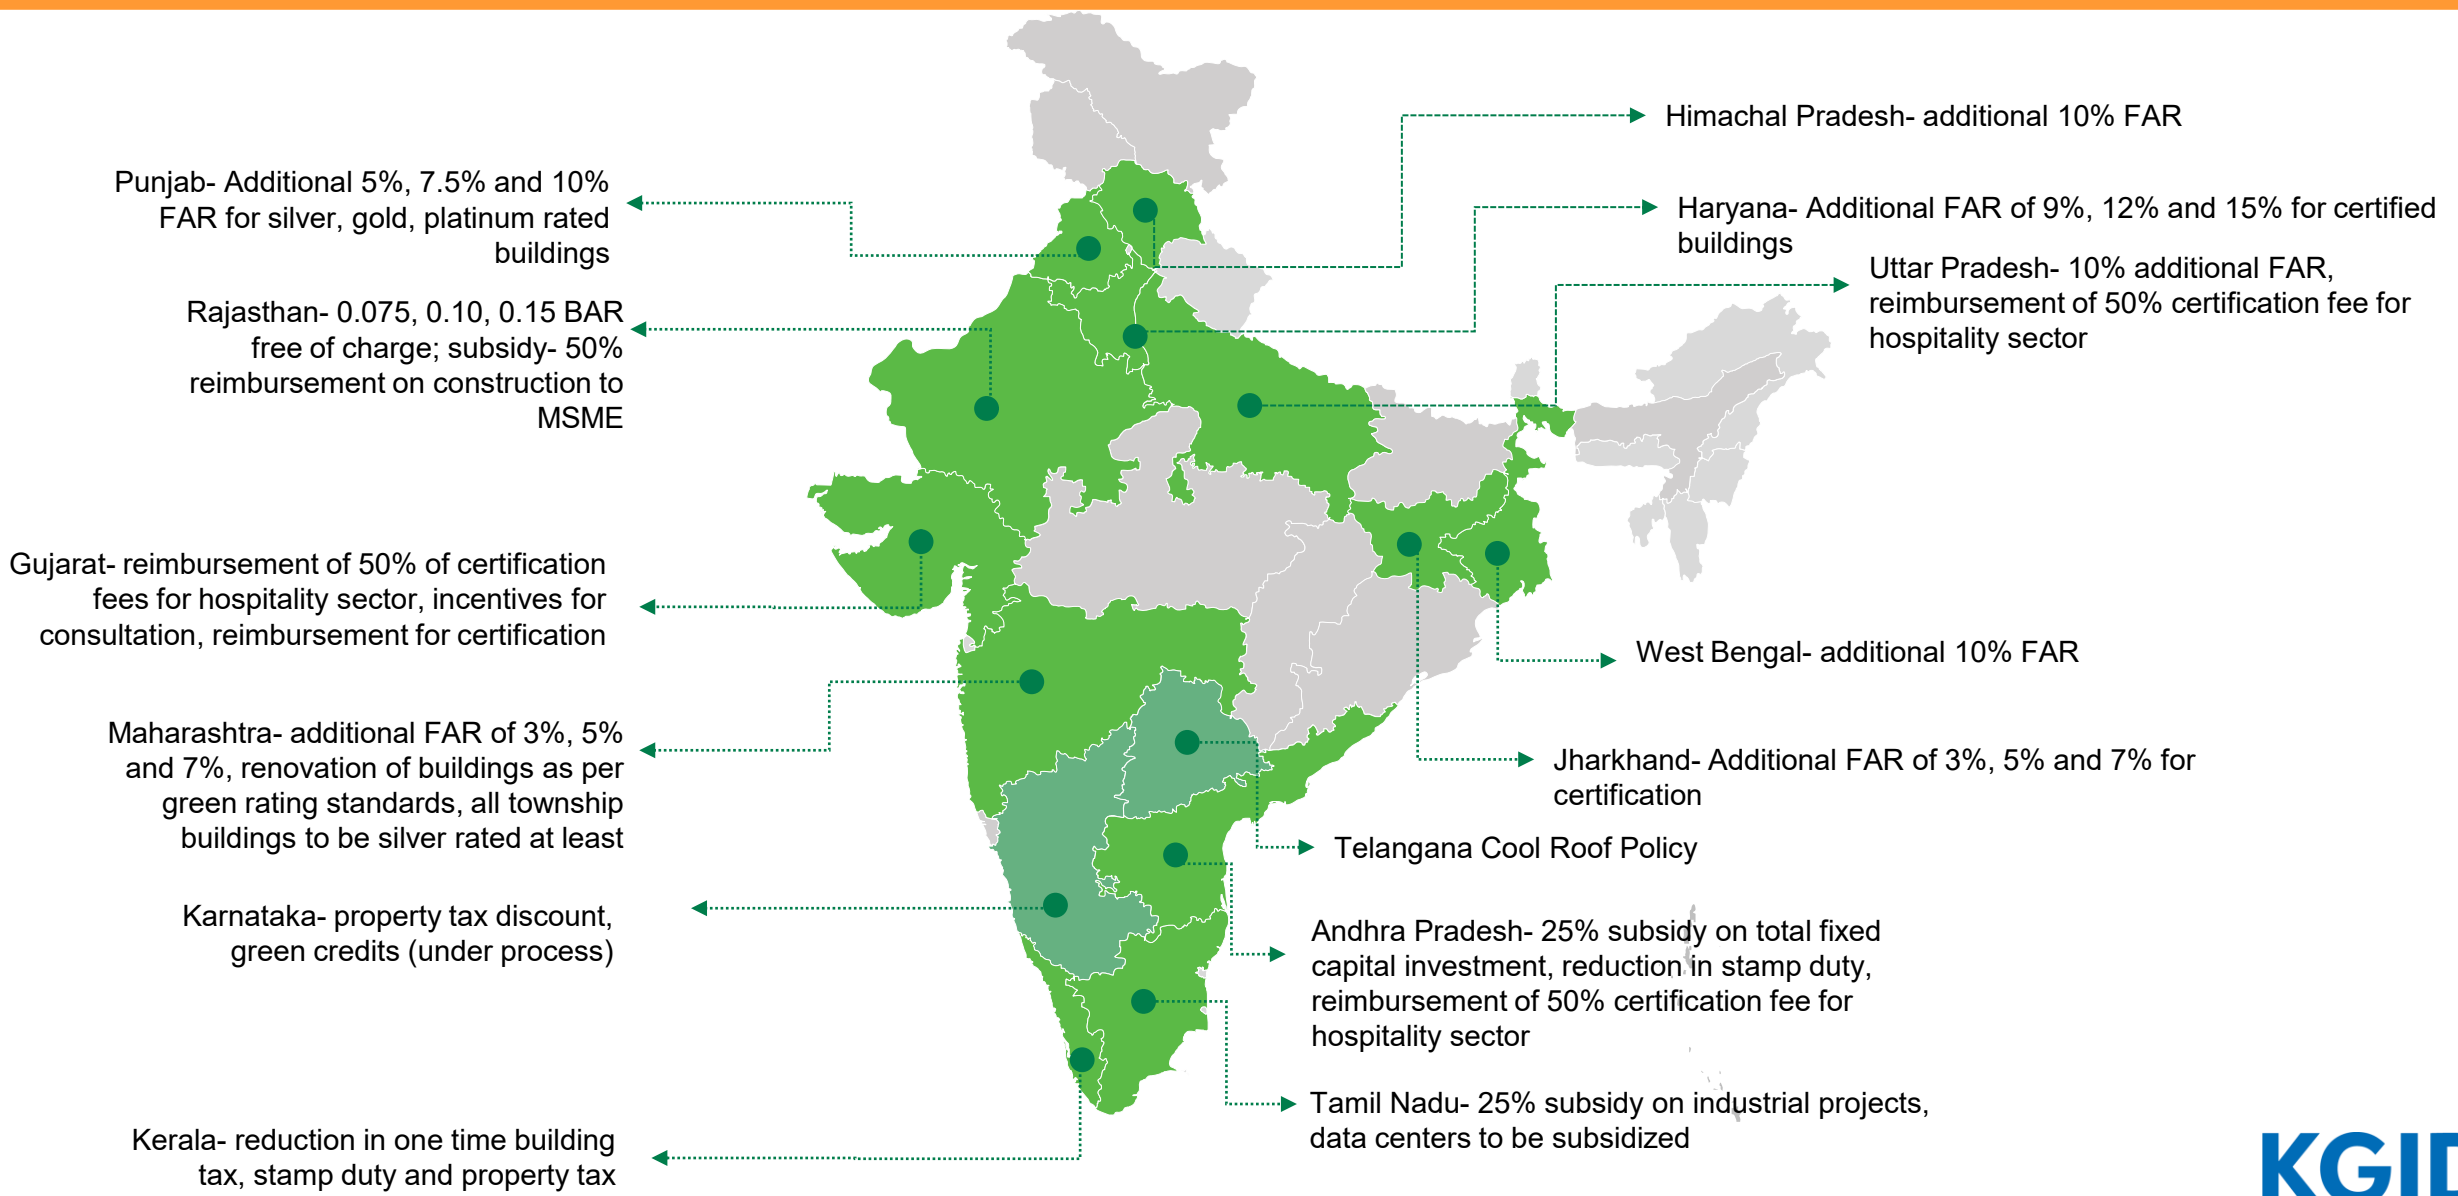 Punjab- Additional 5%, 7.5% and 10%
FAR for silver, gold, platinum rated
buildings
Rajasthan- 0.075, 0.10, 0.15 BAR
free of charge; subsidy- 50%
reimbursement on construction to
MSME
Gujarat- reimbursement of 50% of certification
fees for hospitality sector, incentives for
consultation, reimbursement for certification
Maharashtra- additional FAR of 3%, 5%
and 7%, renovation of buildings as per
green rating standards, all township
buildings to be silver rated at least
Karnataka- property tax discount,
green credits (under process)
Kerala- reduction in one time building
tax, stamp duty and property tax
Himachal Pradesh- additional 10% FAR
Haryana- Additional FAR of 9%, 12% and 15% for certified
buildings
Uttar Pradesh- 10% additional FAR,
reimbursement of 50% certification fee for
hospitality sector
West Bengal- additional 10% FAR
Jharkhand- Additional FAR of 3%, 5% and 7% for
certification
Telangana Cool Roof Policy
Andhra Pradesh- 25% subsidy on total fixed
capital investment, reduction in stamp duty,
reimbursement of 50% certification fee for
hospitality sector
Tamil Nadu- 25% subsidy on industrial projects,
data centers to be subsidized